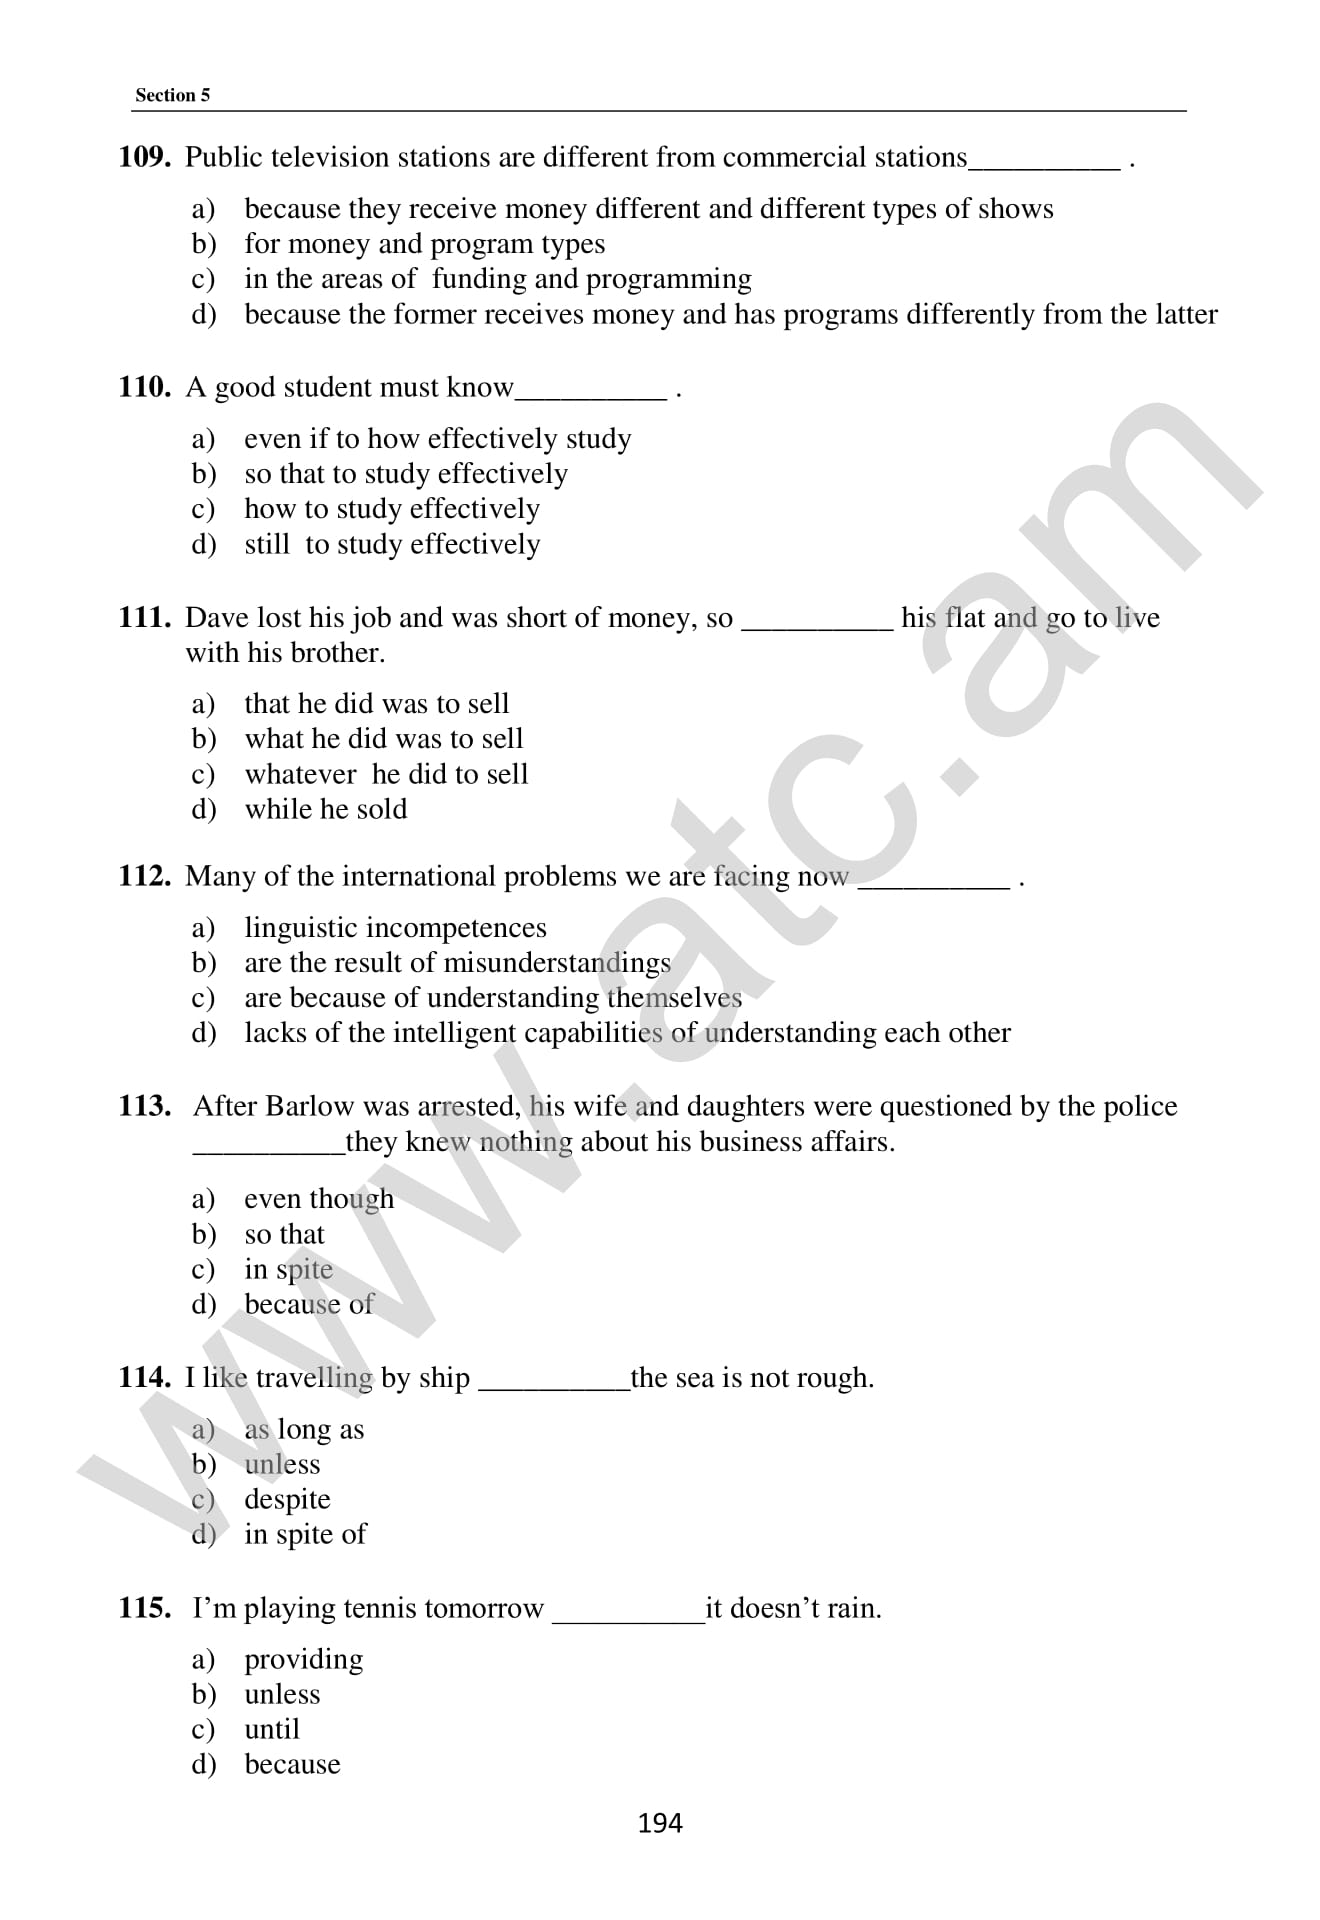 Section 5
109. Public television stations are different from commercial stations__________ .
a) because they receive money different and different types of shows
b) for money and program types
c) in the areas of funding and programming
d) because the former receives money and has programs differently from the latter
110. A good student must know__________ .
a) even if to how effectively study
b) so that to study effectively
c) how to study effectively
d) still to study effectively
111. Dave lost his job and was short of money, so __________ his flat and go to live
with his brother.
a) that he did was to sell
b) what he did was to sell
c) whatever he did to sell
d) while he sold
112. Many of the international problems we are facing now __________ .
a) linguistic incompetences
b) are the result of misunderstandings
c) are because of understanding themselves
d) lacks of the intelligent capabilities of understanding each other
113. After Barlow was arrested, his wife and daughters were questioned by the police
__________they knew nothing about his business affairs.
a) even though
b) so that
c) in spite
d) because of
114. I like travelling by ship __________the sea is not rough.
a) as long as
b) unless
c) despite
d) in spite of
115. I’m playing tennis tomorrow __________it doesn’t rain.
a) providing
b) unless
c) until
d) because
194
www.atc.am